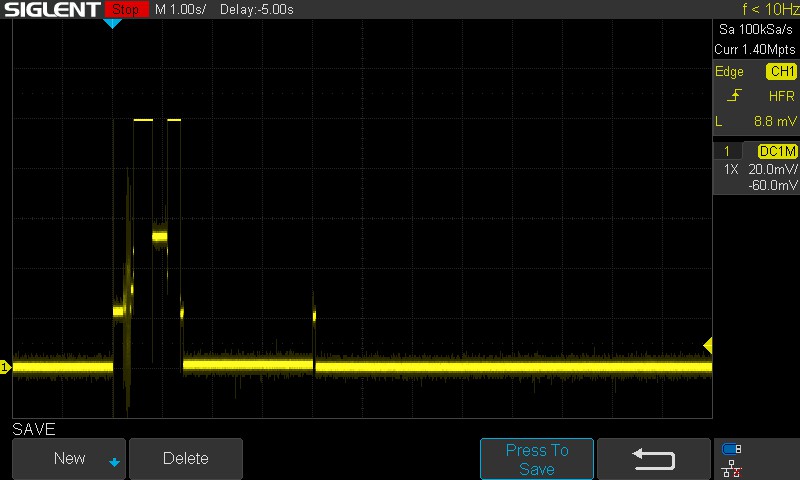 SIGLENT Stop M 1.00s/ Delay:-5.00s f < 10Hz
Sa 100kSa/s
Curr 1.40Mpts
Edge CH1
HFR
L 8.8 mV
1 DC1M
1X 20.0mV/
-60.0mV
1
SAVE
New Delete Press To
Save